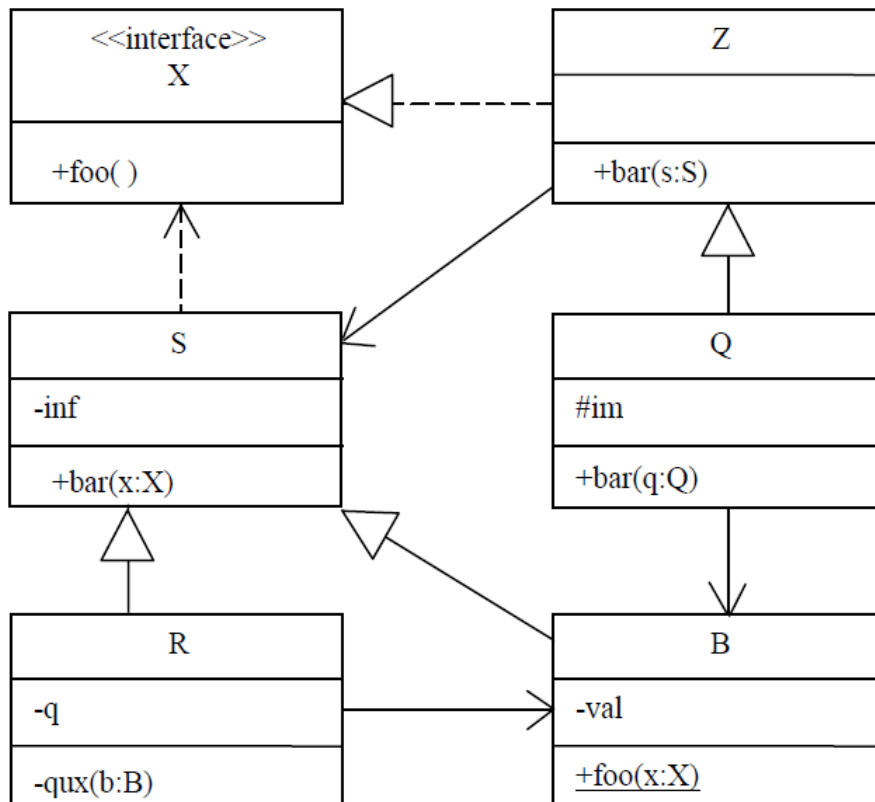 <<interface>>
X
+foo( )
Z
+bar(s:S)
S
-inf
+bar(x:X)
Q
#im
+bar(q:Q)
R
-q
-qux(b:B)
B
-val
+foo(x:X)